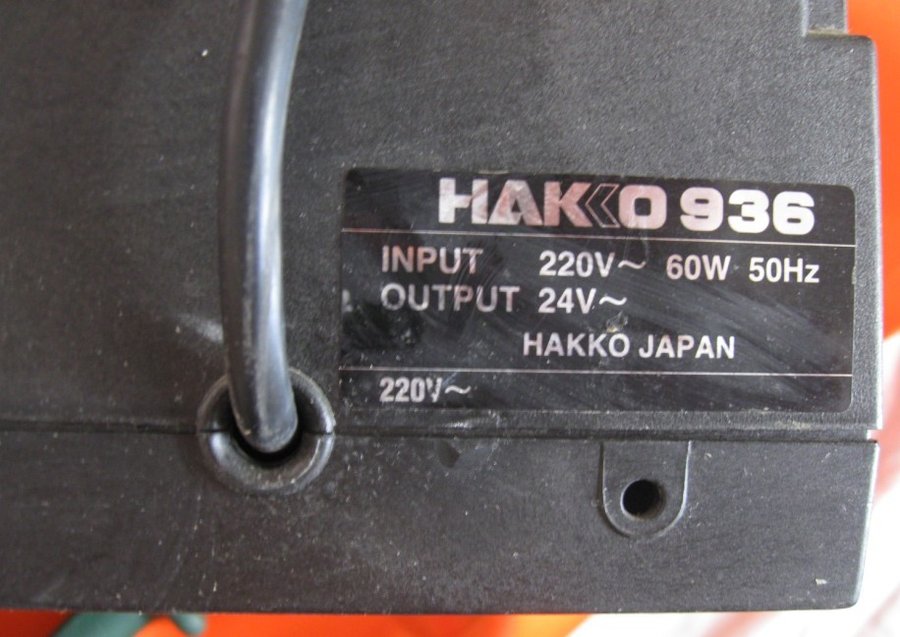 HAKKO 936
INPUT 220V~ 60W 50Hz
OUTPUT 24V~
HAKKO JAPAN
220V~